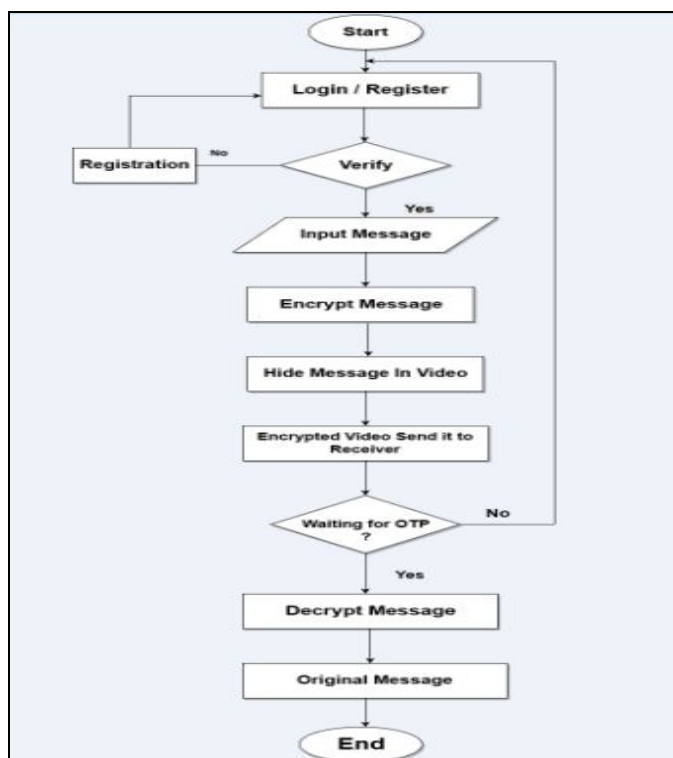 Start
Login / Register
Registration
No
Verify
Yes
Input Message
Encrypt Message
Hide Message In Video
Encrypted Video Send it to
Receiver
Waiting for OTP
?
No
Yes
Decrypt Message
Original Message
End